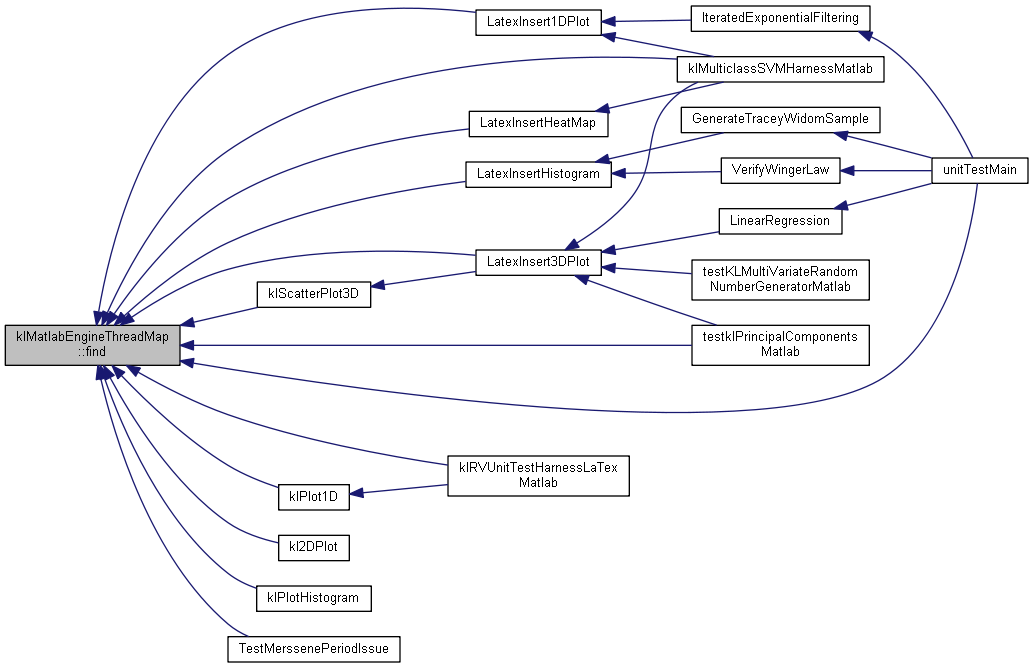 LatexInsert1DPlot
IteratedExponentialFiltering
klMulticlassSVMHarnessMatlab
LatexInsertHeatMap
GenerateTraceyWidomSample
LatexInsertHistogram
VerifyWingerLaw
unitTestMain
LinearRegression
LatexInsert3DPlot
testKLMultiVariateRandom
NumberGeneratorMatlab
klScatterPlot3D
klMatlabEngineThreadMap
::find
testklPrincipalComponents
Matlab
klRVUnitTestHarnessLaTex
Matlab
klPlot1D
kl2DPlot
klPlotHistogram
TestMerssenePeriodIssue